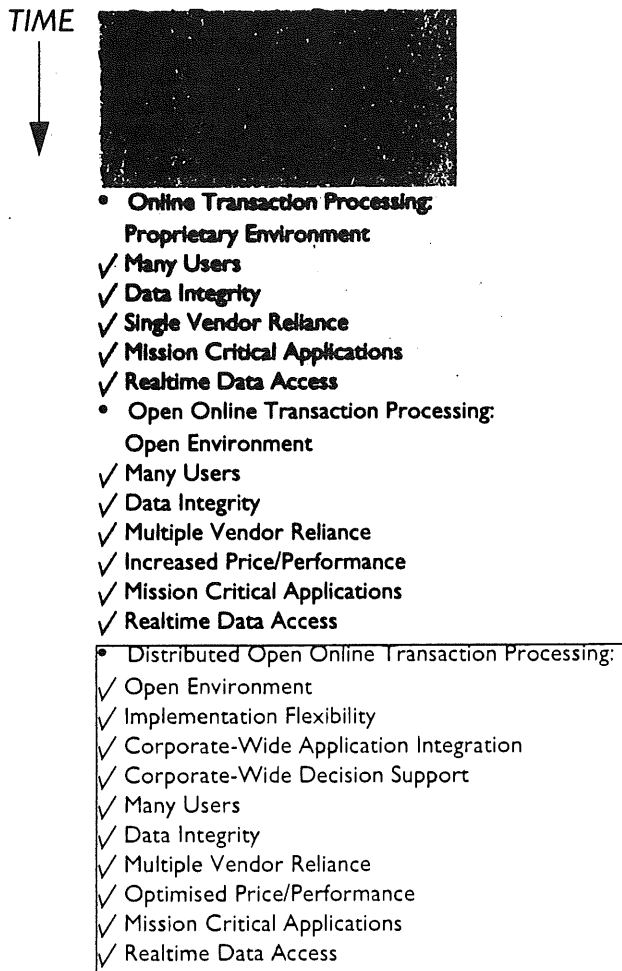 TIME
• Online Transaction Processing:
Proprietary Environment
✓ Many Users
✓ Data Integrity
✓ Single Vendor Reliance
✓ Mission Critical Applications
✓ Realtime Data Access
• Open Online Transaction Processing:
Open Environment
✓ Many Users
✓ Data Integrity
✓ Multiple Vendor Reliance
✓ Increased Price/Performance
✓ Mission Critical Applications
✓ Realtime Data Access
• Distributed Open Online Transaction Processing:
✓ Open Environment
✓ Implementation Flexibility
✓ Corporate-Wide Application Integration
✓ Corporate-Wide Decision Support
✓ Many Users
✓ Data Integrity
✓ Multiple Vendor Reliance
✓ Optimised Price/Performance
✓ Mission Critical Applications
✓ Realtime Data Access